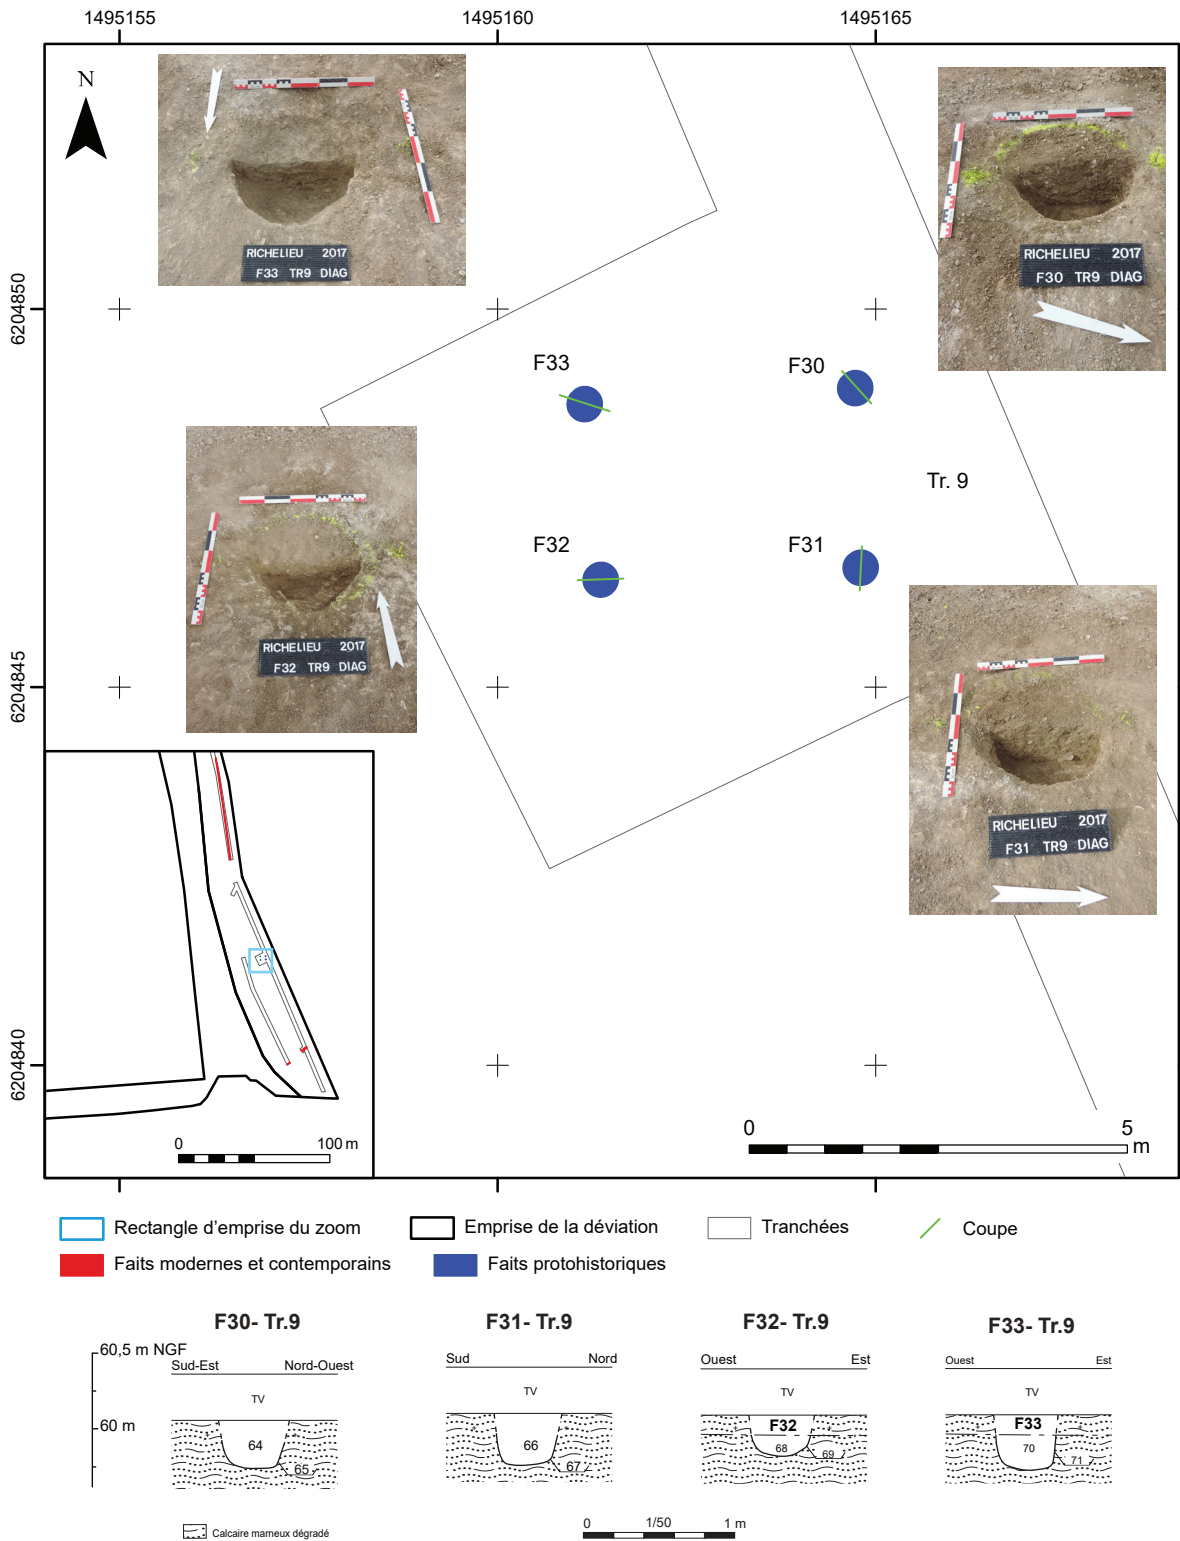 1495155
1495160
1495165
N
6204850
6204845
6204840
RICHELIEU 2017
F33 TR9 DIAG
RICHELIEU 2017
F30 TR9 DIAG
F33
F30
Tr. 9
F32
F31
RICHELIEU 2017
F32 TR9 DIAG
RICHELIEU 2017
F31 TR9 DIAG
0 100 m
0 5
m
Rectangle d'emprise du zoom
Emprise de la déviation
Tranchées
Coupe
Faits modernes et contemporains
Faits protohistoriques
F30- Tr.9
F31- Tr.9
F32- Tr.9
F33- Tr.9
60,5 m NGF
60 m
Sud-Est Nord-Ouest
TV
64
65
Sud Nord
TV
66
67
Ouest Est
TV
F32
68
69
Ouest Est
TV
F33
70
71
Calcaire marneux dégradé
0 1/50 1 m